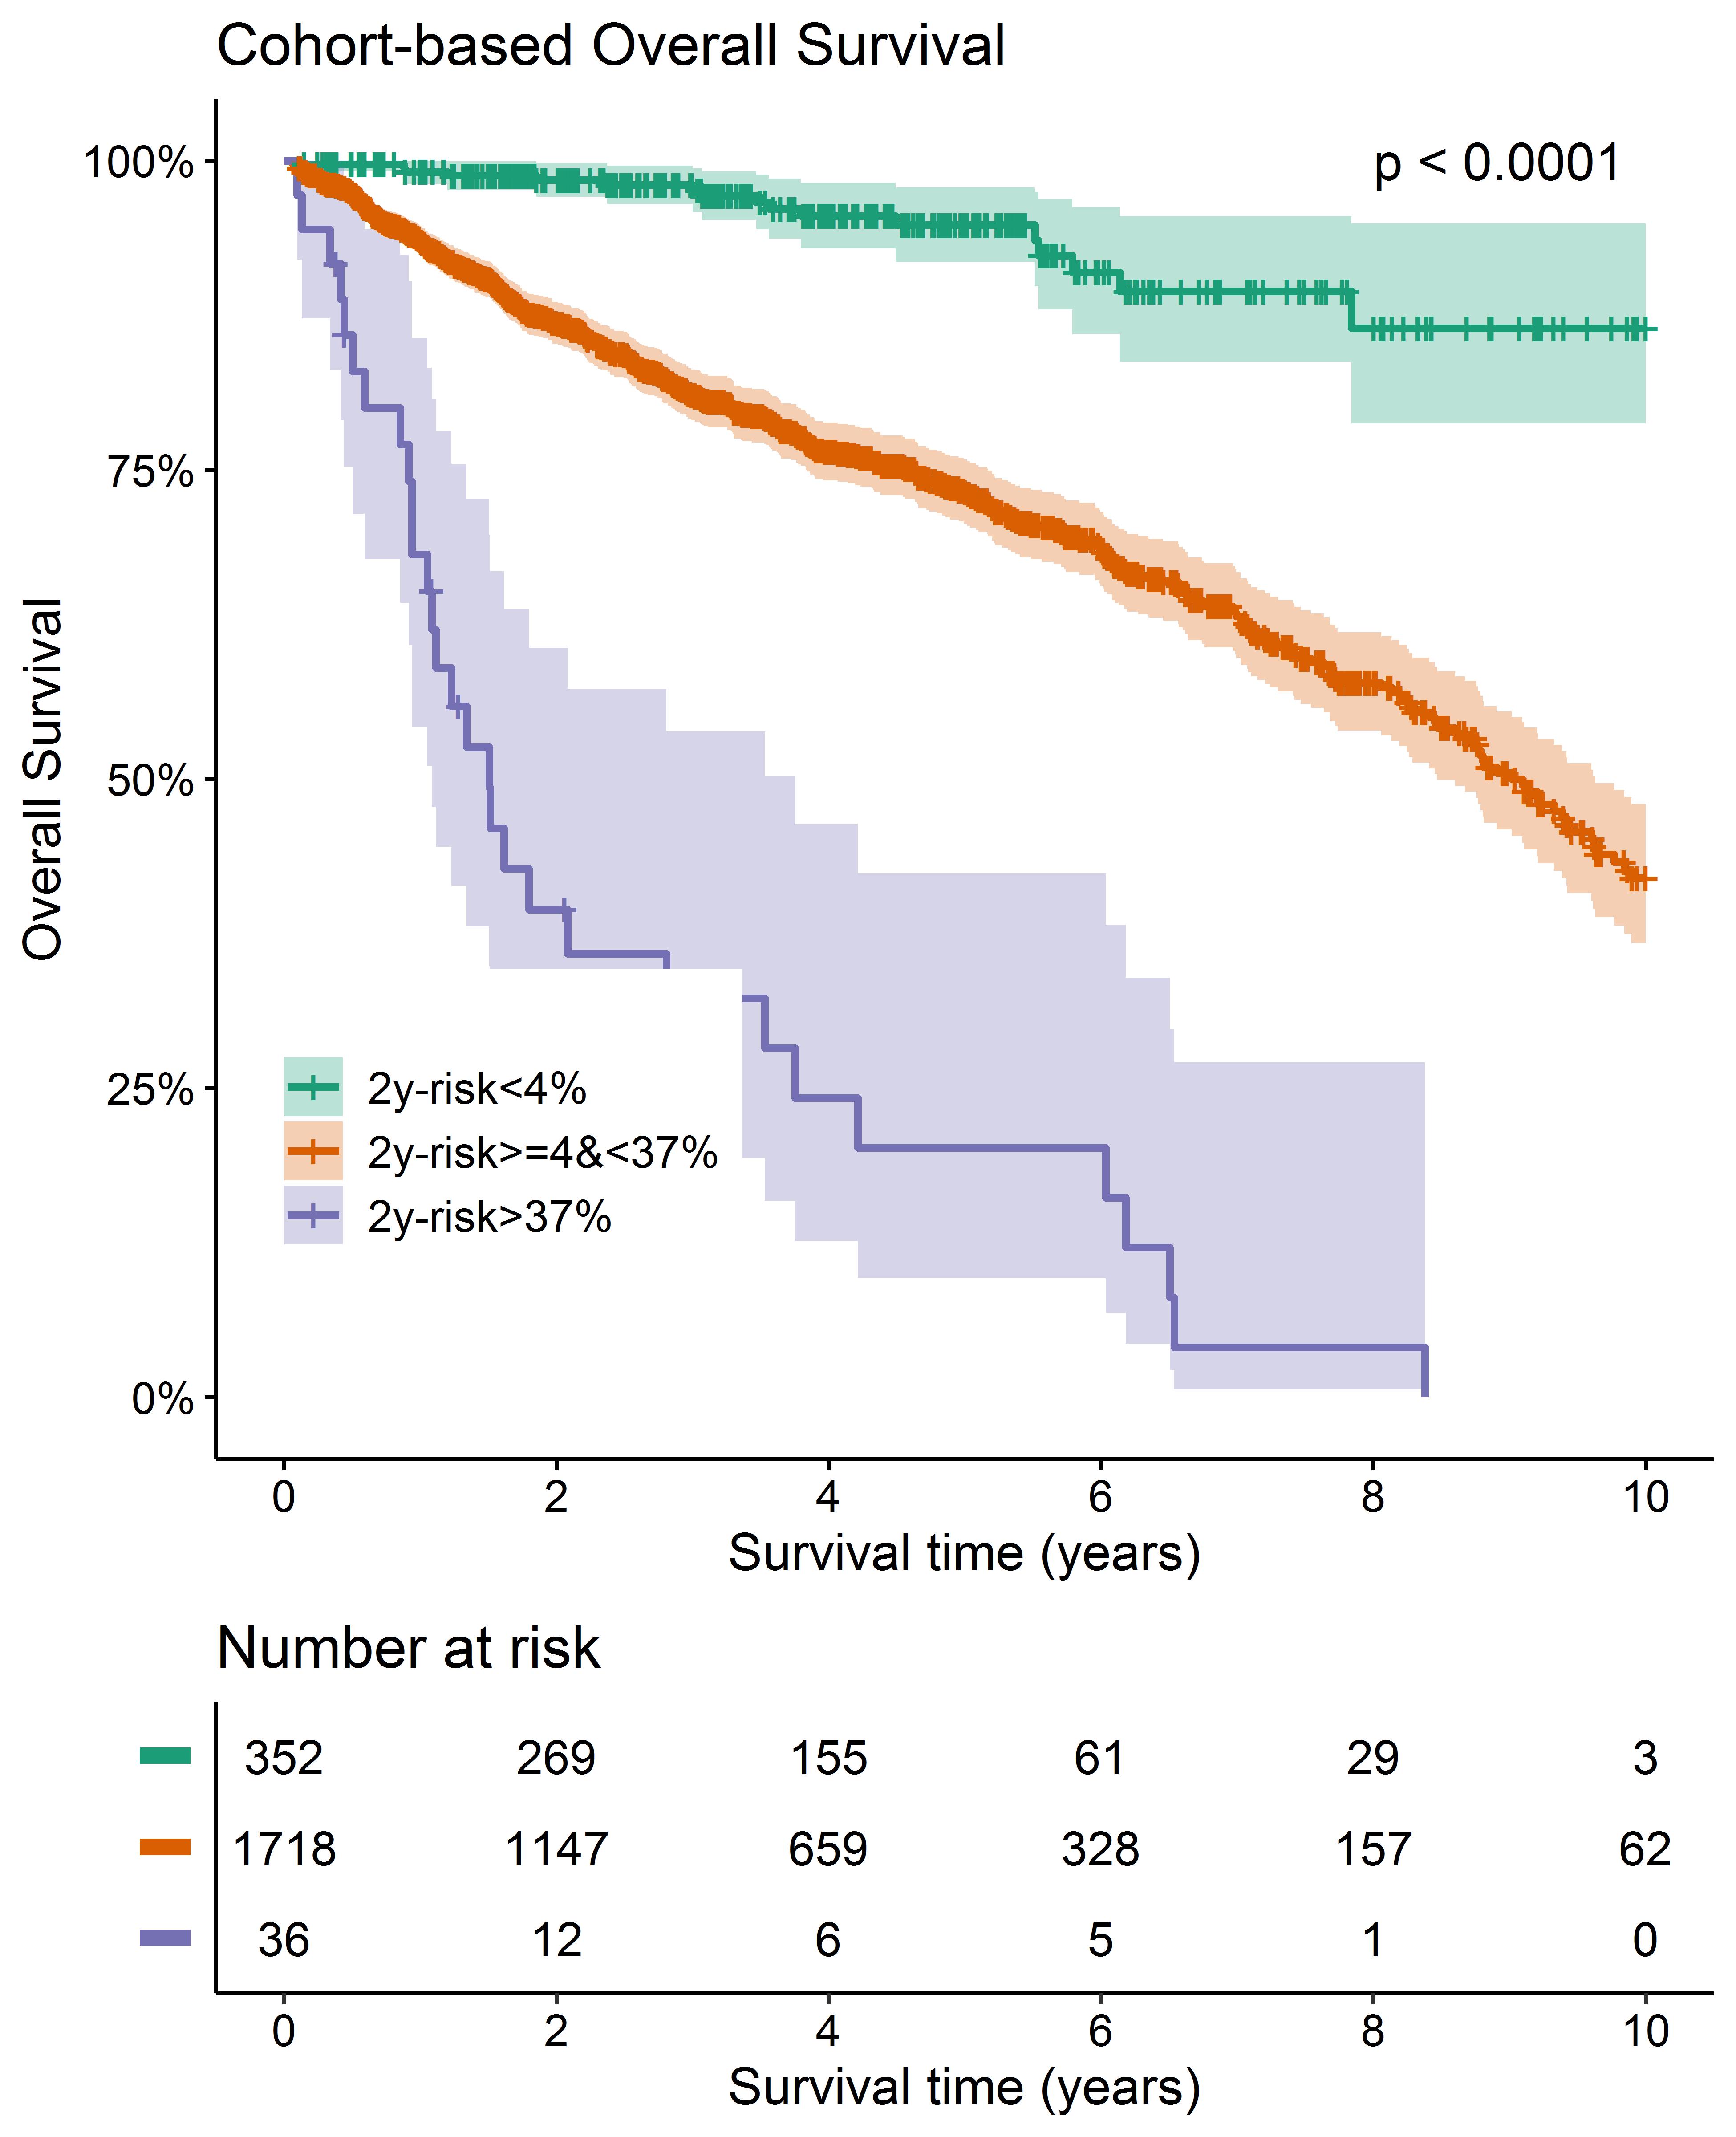 Cohort-based Overall Survival
p < 0.0001
100%
75%
50%
25%
0%
Overall Survival
2y-risk<4%
2y-risk>=4&<37%
2y-risk>37%
0 2 4 6 8 10
Survival time (years)
Number at risk
352 269 155 61 29 3
1718 1147 659 328 157 62
36 12 6 5 1 0
0 2 4 6 8 10
Survival time (years)